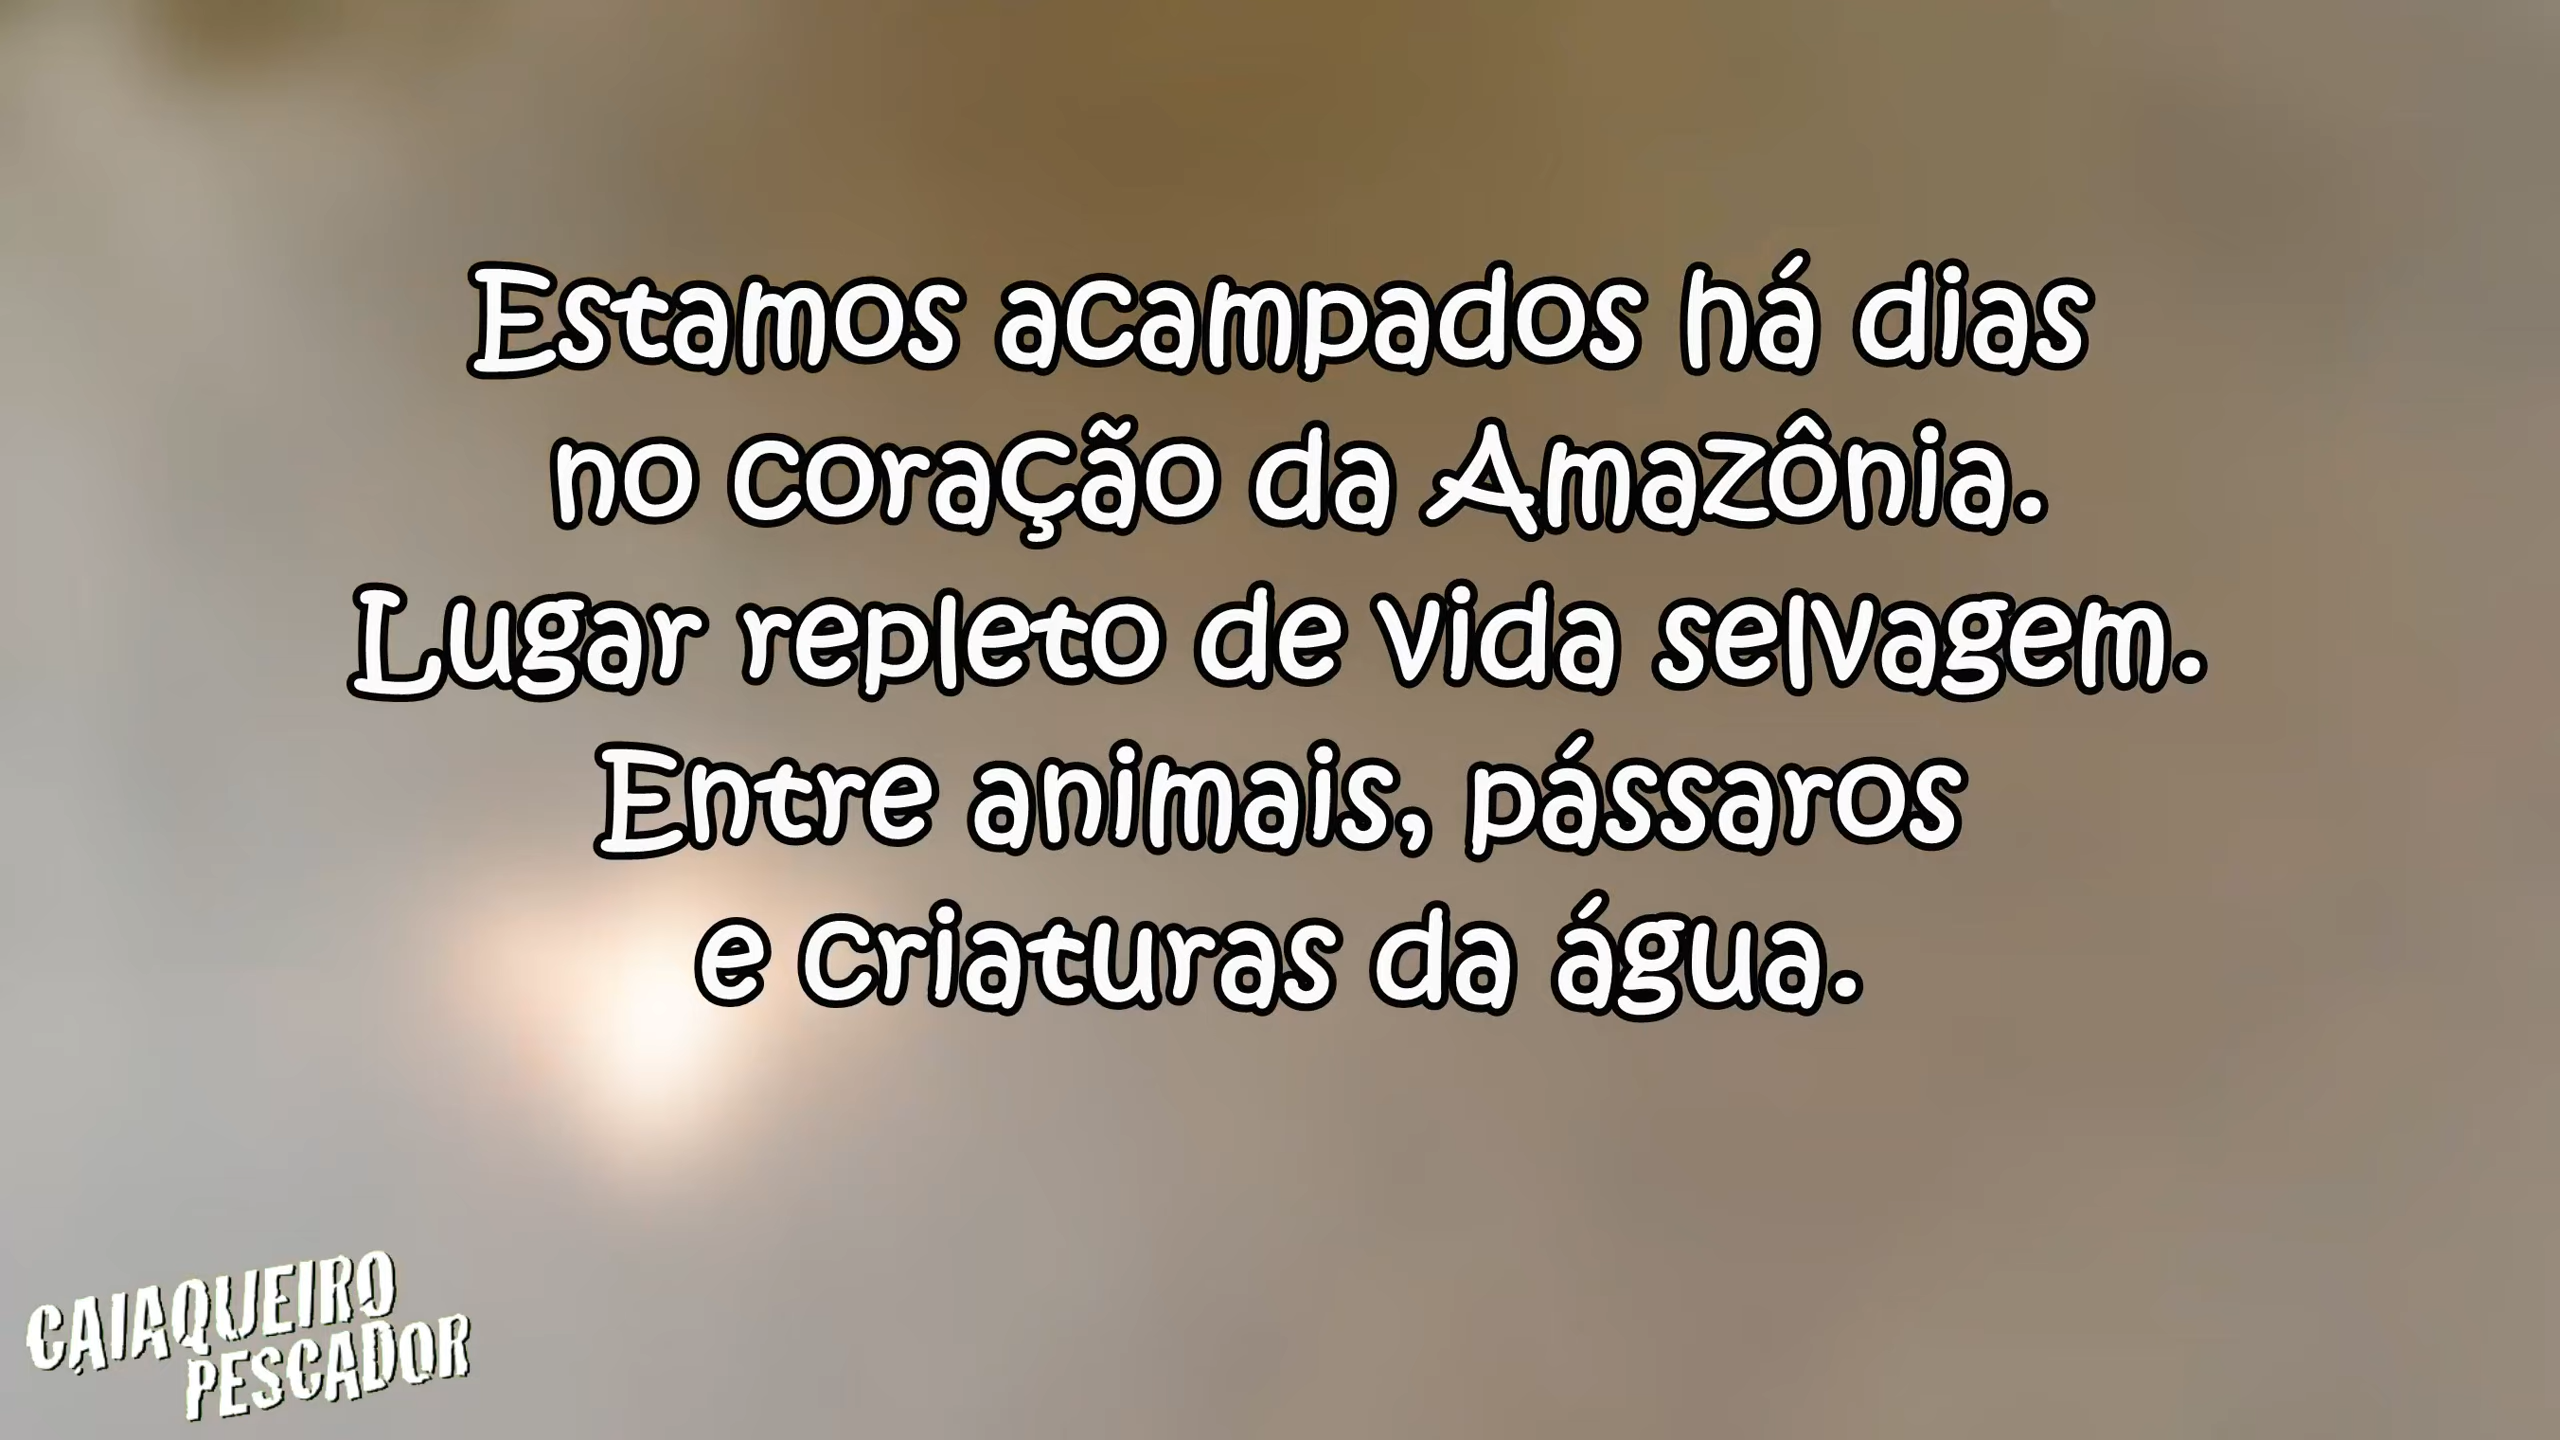 Estamos acampados há dias
no coração da Amazônia.
Lugar repleto de vida selvagem.
Entre animais, pássaros
e criaturas da água.
CAIAQUEIRO
PESCADOR